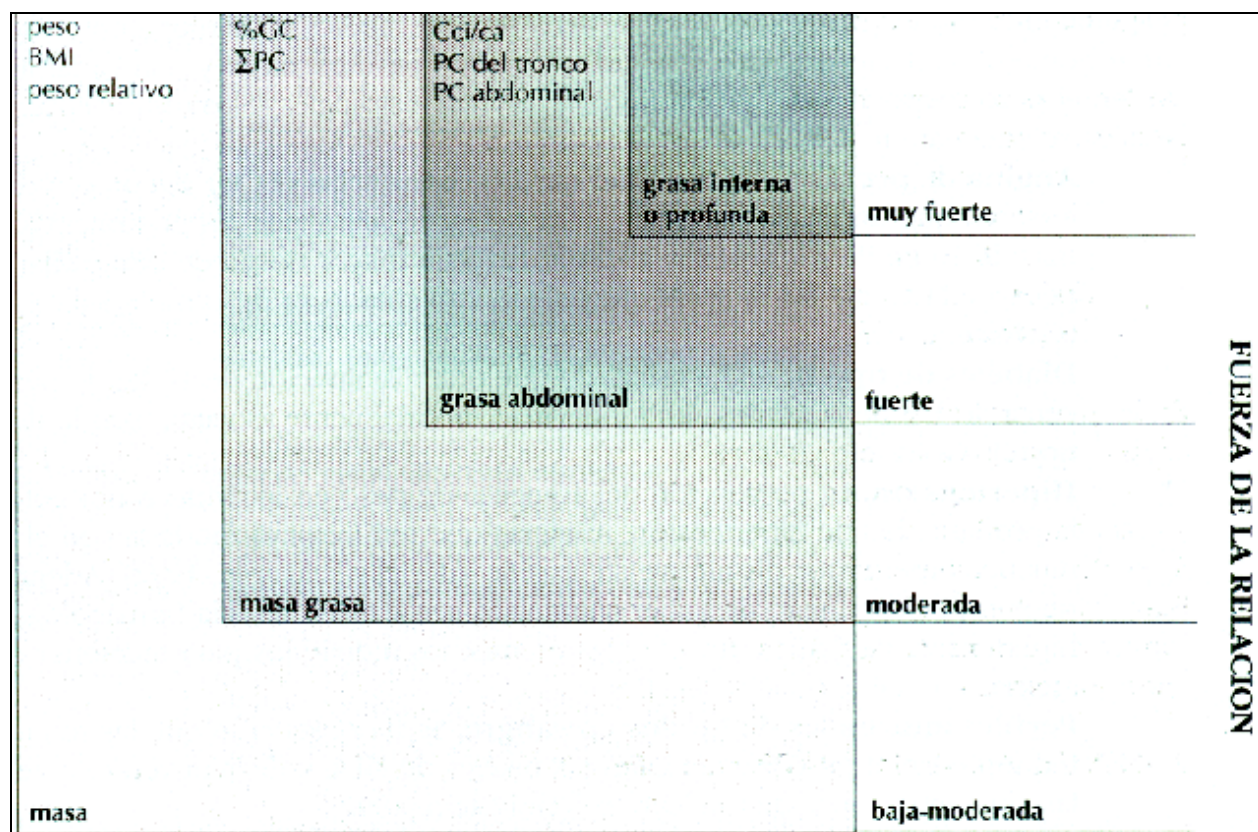 peso
BMI
peso relativo
%GC
ΣPC
Cci/ca
PC del tronco
PC abdominal
grasa interna
o profunda
muy fuerte
grasa abdominal
fuerte
masa grasa
moderada
masa
baja-moderada
FUERZA DE LA RELACION